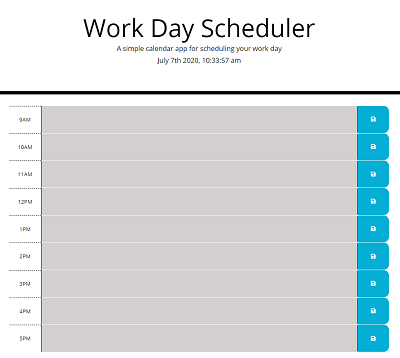 Work Day Scheduler
A simple calendar app for scheduling your work day
July 7th 2020, 10:33:57 am
9AM
10AM
11AM
12PM
1PM
2PM
3PM
4PM
5PM